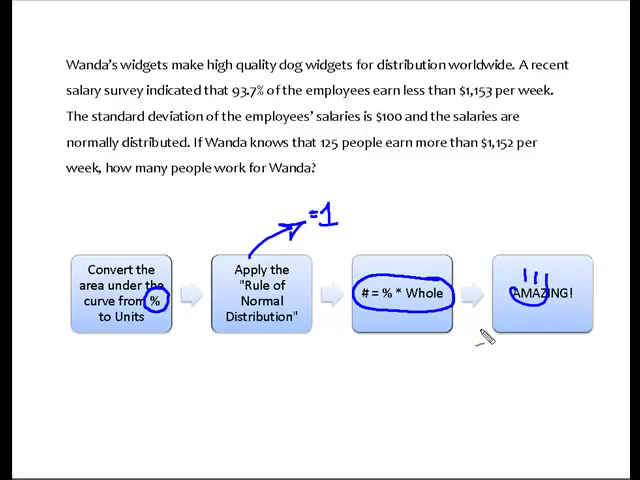 Wanda's widgets make high quality dog widgets for distribution worldwide. A recent
salary survey indicated that 93.7% of the employees earn less than $1,153 per week.
The standard deviation of the employees' salaries is $100 and the salaries are
normally distributed. If Wanda knows that 125 people earn more than $1,152 per
week, how many people work for Wanda?
=1
Convert the
area under the
curve from %
to Units
Apply the
"Rule of
Normal
Distribution"
# = % * Whole
AMAZING!